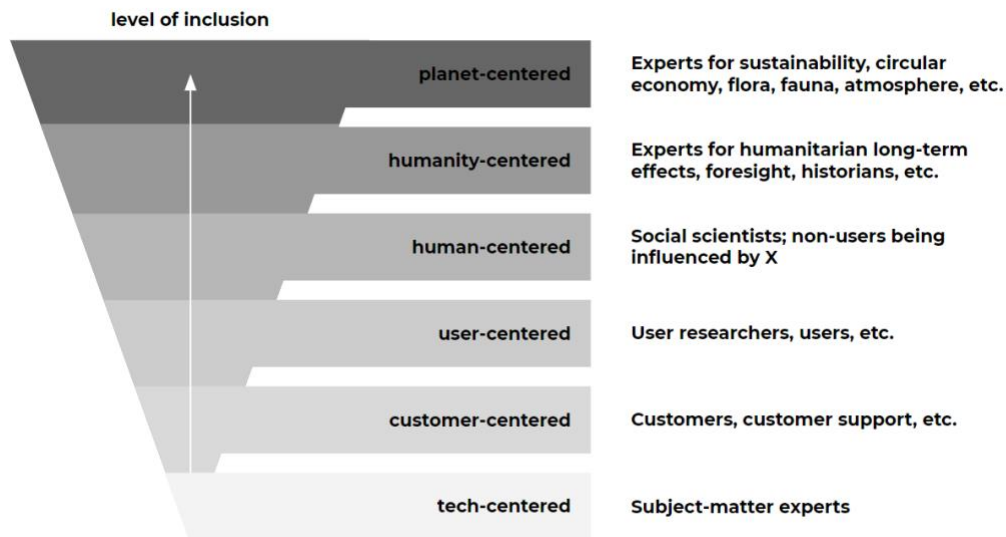 level of inclusion
planet-centered
Experts for sustainability, circular
economy, flora, fauna, atmosphere, etc.
humanity-centered
Experts for humanitarian long-term
effects, foresight, historians, etc.
human-centered
Social scientists; non-users being
influenced by X
user-centered
User researchers, users, etc.
customer-centered
Customers, customer support, etc.
tech-centered
Subject-matter experts